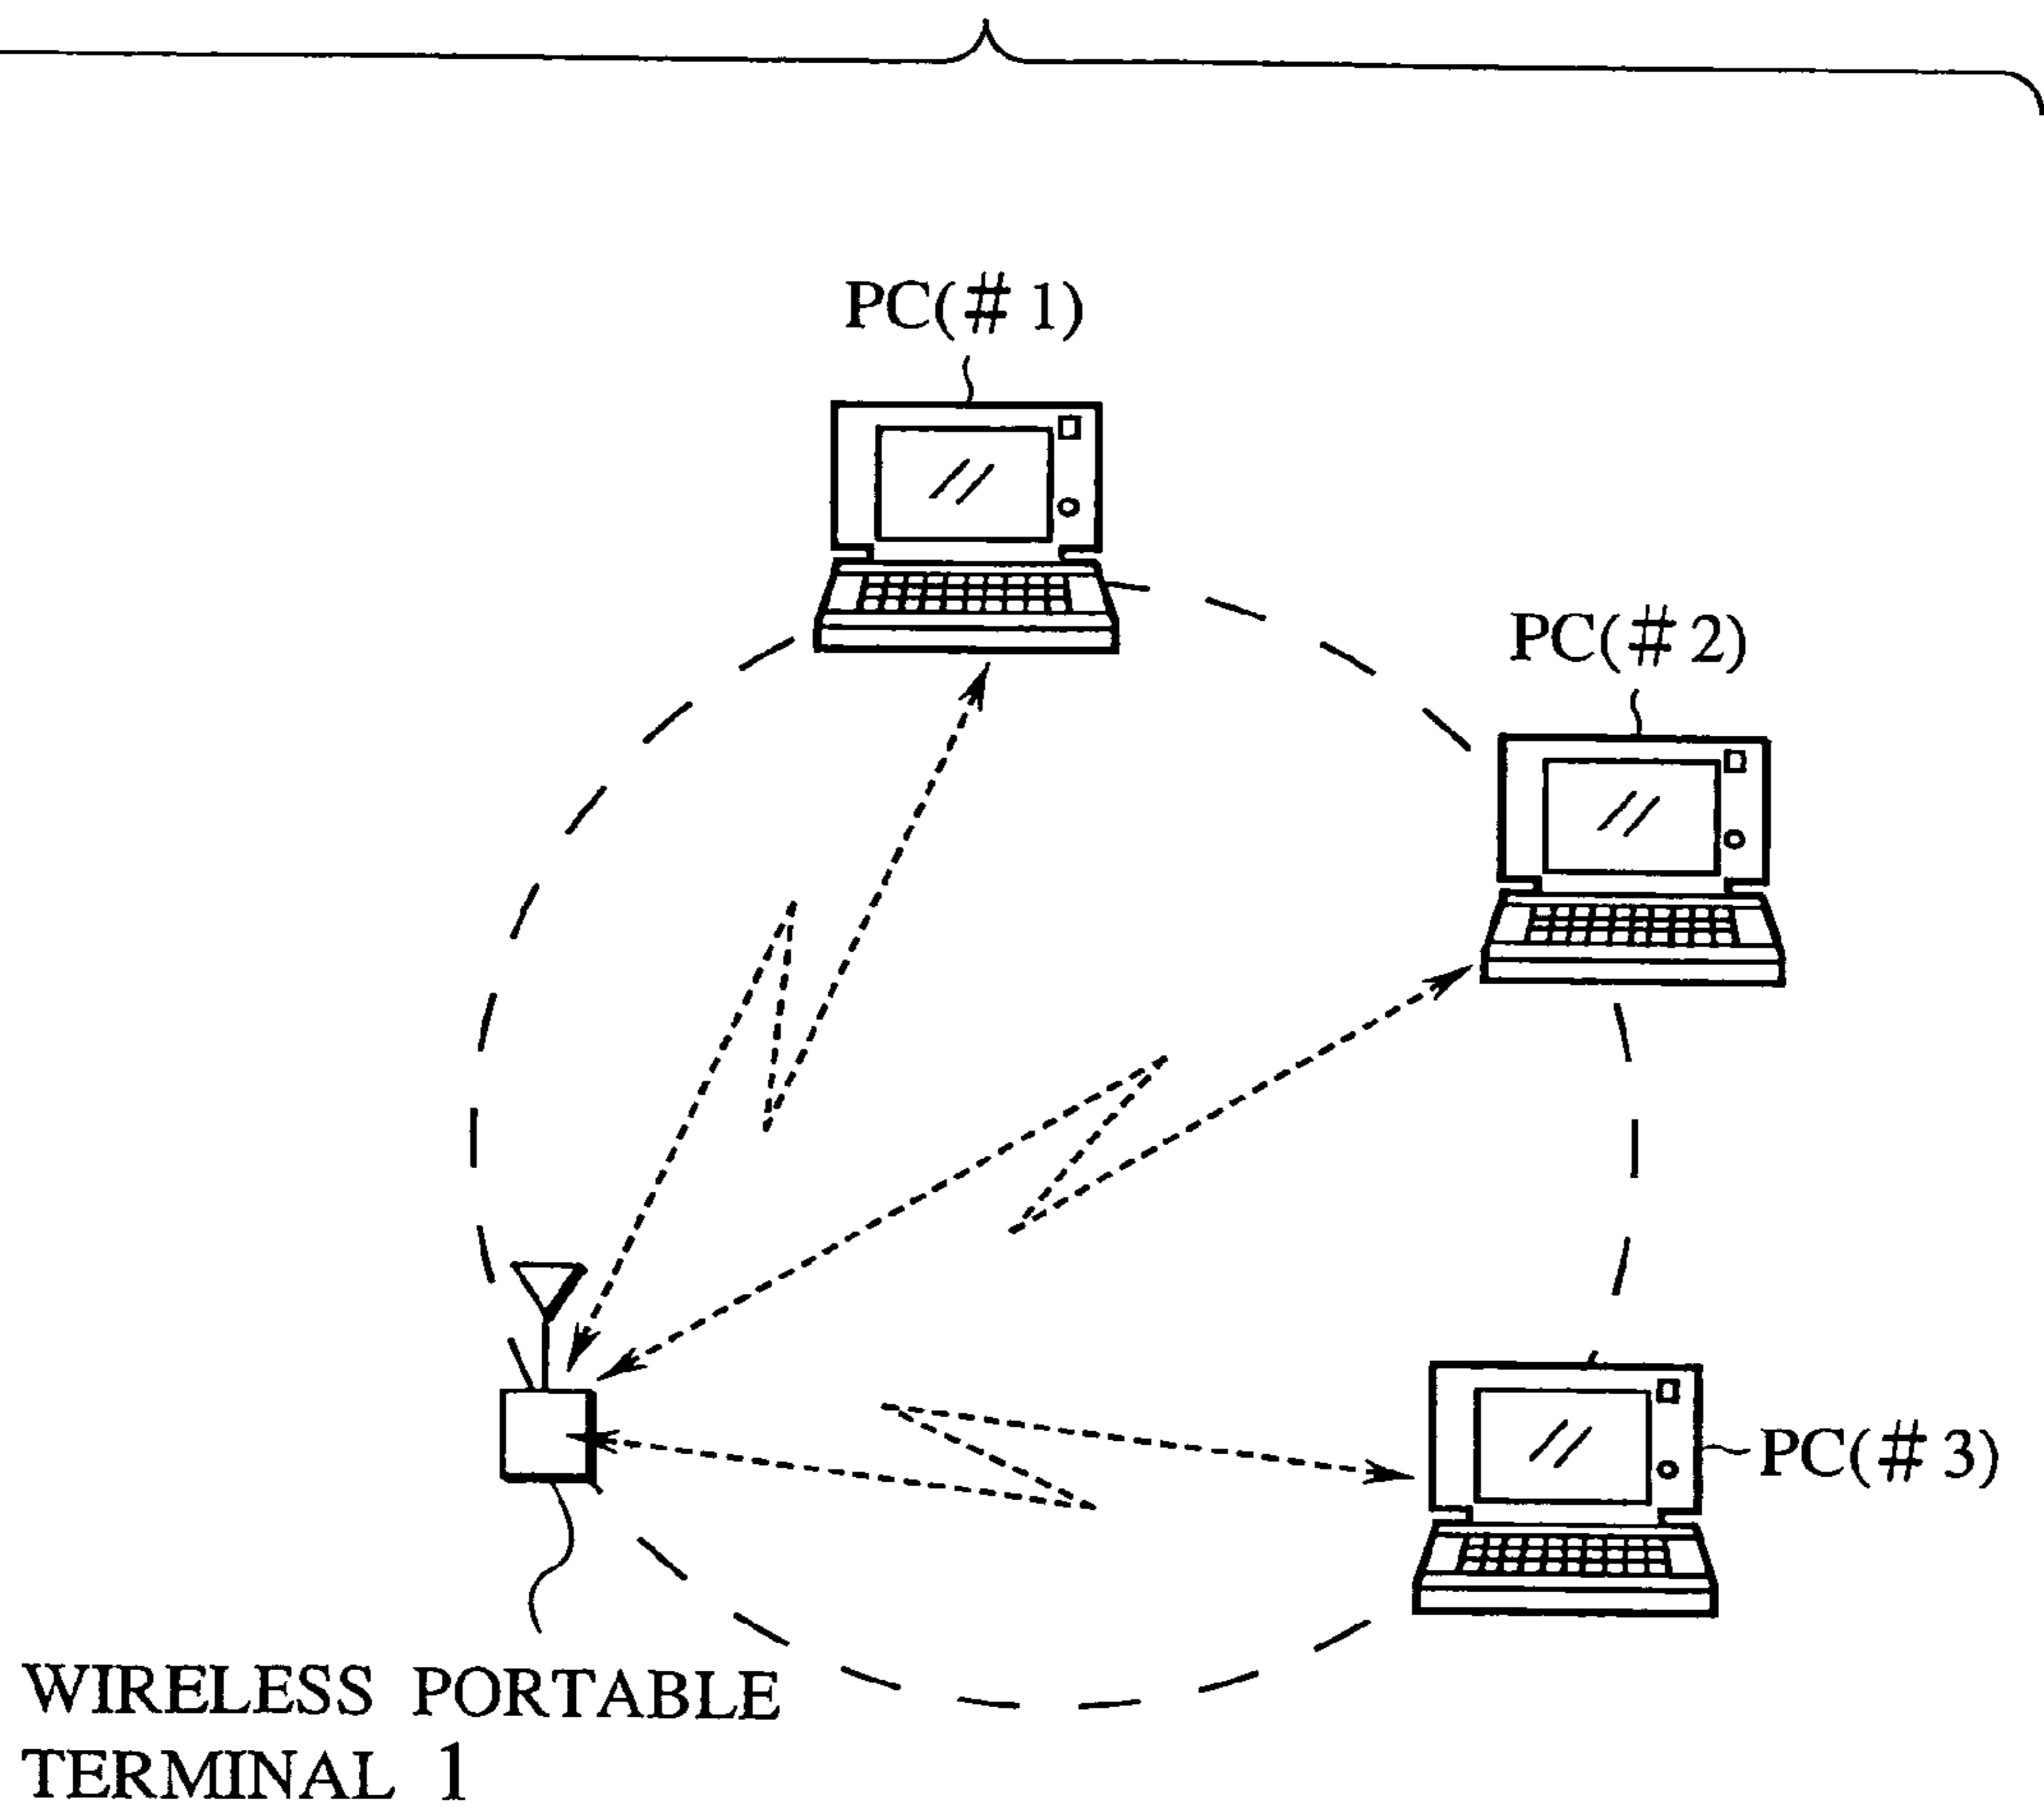 PC(# 1)
PC(# 2)
PC(# 3)
WIRELESS PORTABLE
TERMINAL 1